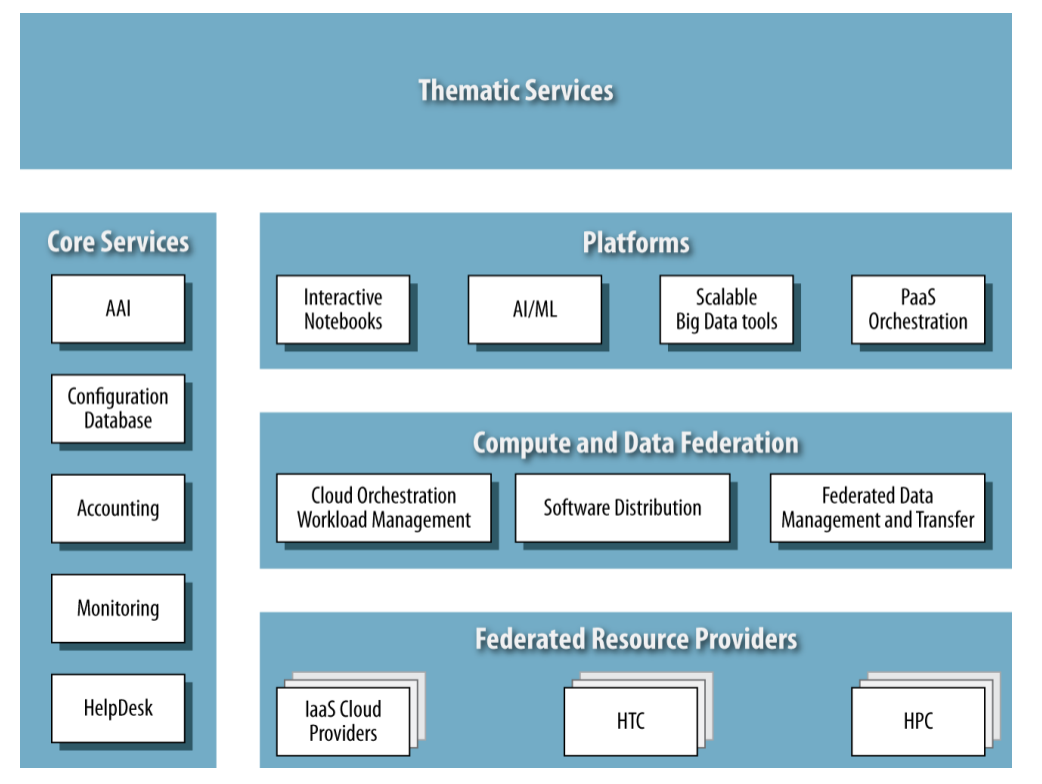 Thematic Services
Core Services
AAI
Configuration
Database
Accounting
Monitoring
HelpDesk
Platforms
Interactive
Notebooks
AI/ML
Scalable
Big Data tools
PaaS
Orchestration
Compute and Data Federation
Cloud Orchestration
Workload Management
Software Distribution
Federated Data
Management and Transfer
Federated Resource Providers
IaaS Cloud
Providers
HTC
HPC